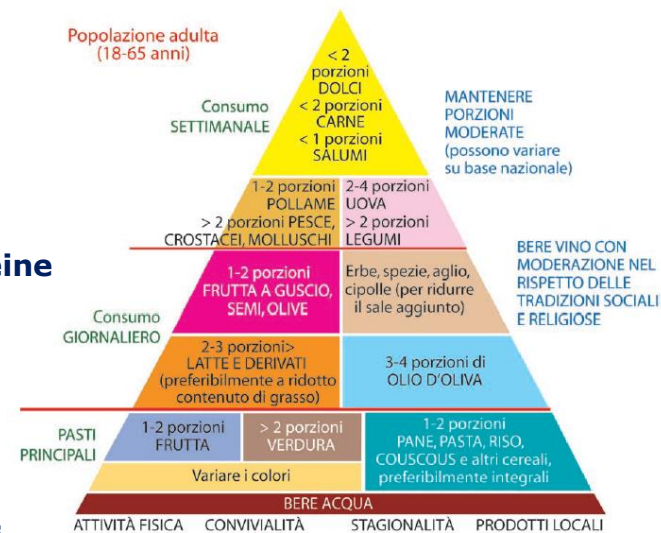 Popolazione adulta
(18-65 anni)
< 2
porzioni
DOLCI
< 2 porzioni
CARNE
< 1 porzioni
SALUMI
Consumo
SETTIMANALE
MANTENERE
PORZIONI
MODERATE
(possono variare
su base nazionale)
1-2 porzioni
POLLAME
> 2 porzioni PESCE,
CROSTACEI, MOLLUSCHI
2-4 porzioni
UOVA
> 2 porzioni
LEGUMI
eine
BERE VINO CON
MODERAZIONE NEL
RISPETTO DELLE
TRADIZIONI SOCIALI
E RELIGIOSE
Consumo
GIORNALIERO
1-2 porzioni
FRUTTA A GUSCIO,
SEMI, OLIVE
Erbe, spezie, aglio,
cipolle (per ridurre
il sale aggiunto)
2-3 porzioni>
LATTE E DERIVATI
(preferibilmente a ridotto
contenuto di grasso)
3-4 porzioni di
OLIO D'OLIVA
PASTI
PRINCIPALI
1-2 porzioni
FRUTTA
> 2 porzioni
VERDURA
1-2 porzioni
PANE, PASTA, RISO,
COUSCOUS e altri cereali,
preferibilmente integrali
Variare i colori
BERE ACQUA
ATTIVITÀ FISICA CONVIVIALITÀ STAGIONALITÀ PRODOTTI LOCALI